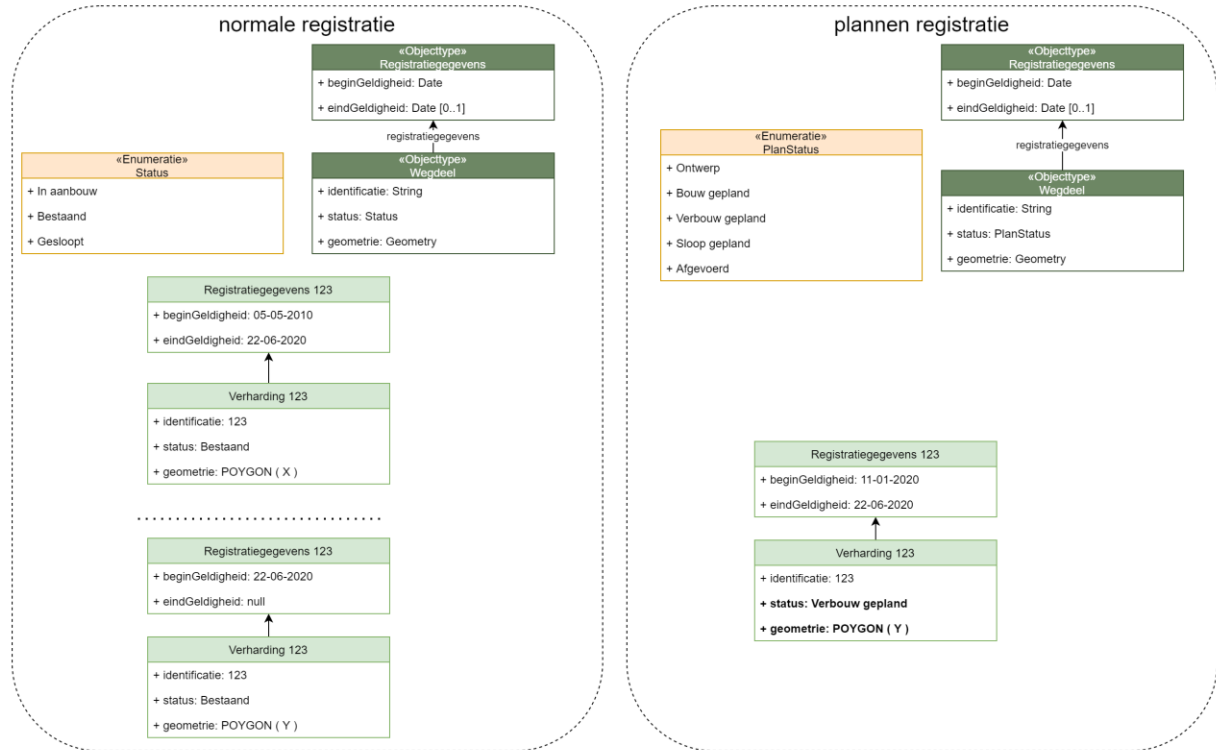 normale registratie
«Objecttype»
Registratiegegevens
+ beginGeldigheid: Date
+ eindGeldigheid: Date [0..1]
registratiegegevens
«Enumeratie»
Status
+ In aanbouw
+ Bestaand
+ Gesloopt
«Objecttype»
Wegdeel
+ identificatie: String
+ status: Status
+ geometrie: Geometry
Registratiegegevens 123
+ beginGeldigheid: 05-05-2010
+ eindGeldigheid: 22-06-2020
Verharding 123
+ identificatie: 123
+ status: Bestaand
+ geometrie: POYGON ( X )
Registratiegegevens 123
+ beginGeldigheid: 22-06-2020
+ eindGeldigheid: null
Verharding 123
+ identificatie: 123
+ status: Bestaand
+ geometrie: POYGON ( Y )
plannen registratie
«Objecttype»
Registratiegegevens
+ beginGeldigheid: Date
+ eindGeldigheid: Date [0..1]
registratiegegevens
«Enumeratie»
PlanStatus
+ Ontwerp
+ Bouw gepland
+ Verbouw gepland
+ Sloop gepland
+ Afgevoerd
«Objecttype»
Wegdeel
+ identificatie: String
+ status: PlanStatus
+ geometrie: Geometry
Registratiegegevens 123
+ beginGeldigheid: 11-01-2020
+ eindGeldigheid: 22-06-2020
Verharding 123
+ identificatie: 123
+ status: Verbouw gepland
+ geometrie: POYGON ( Y )